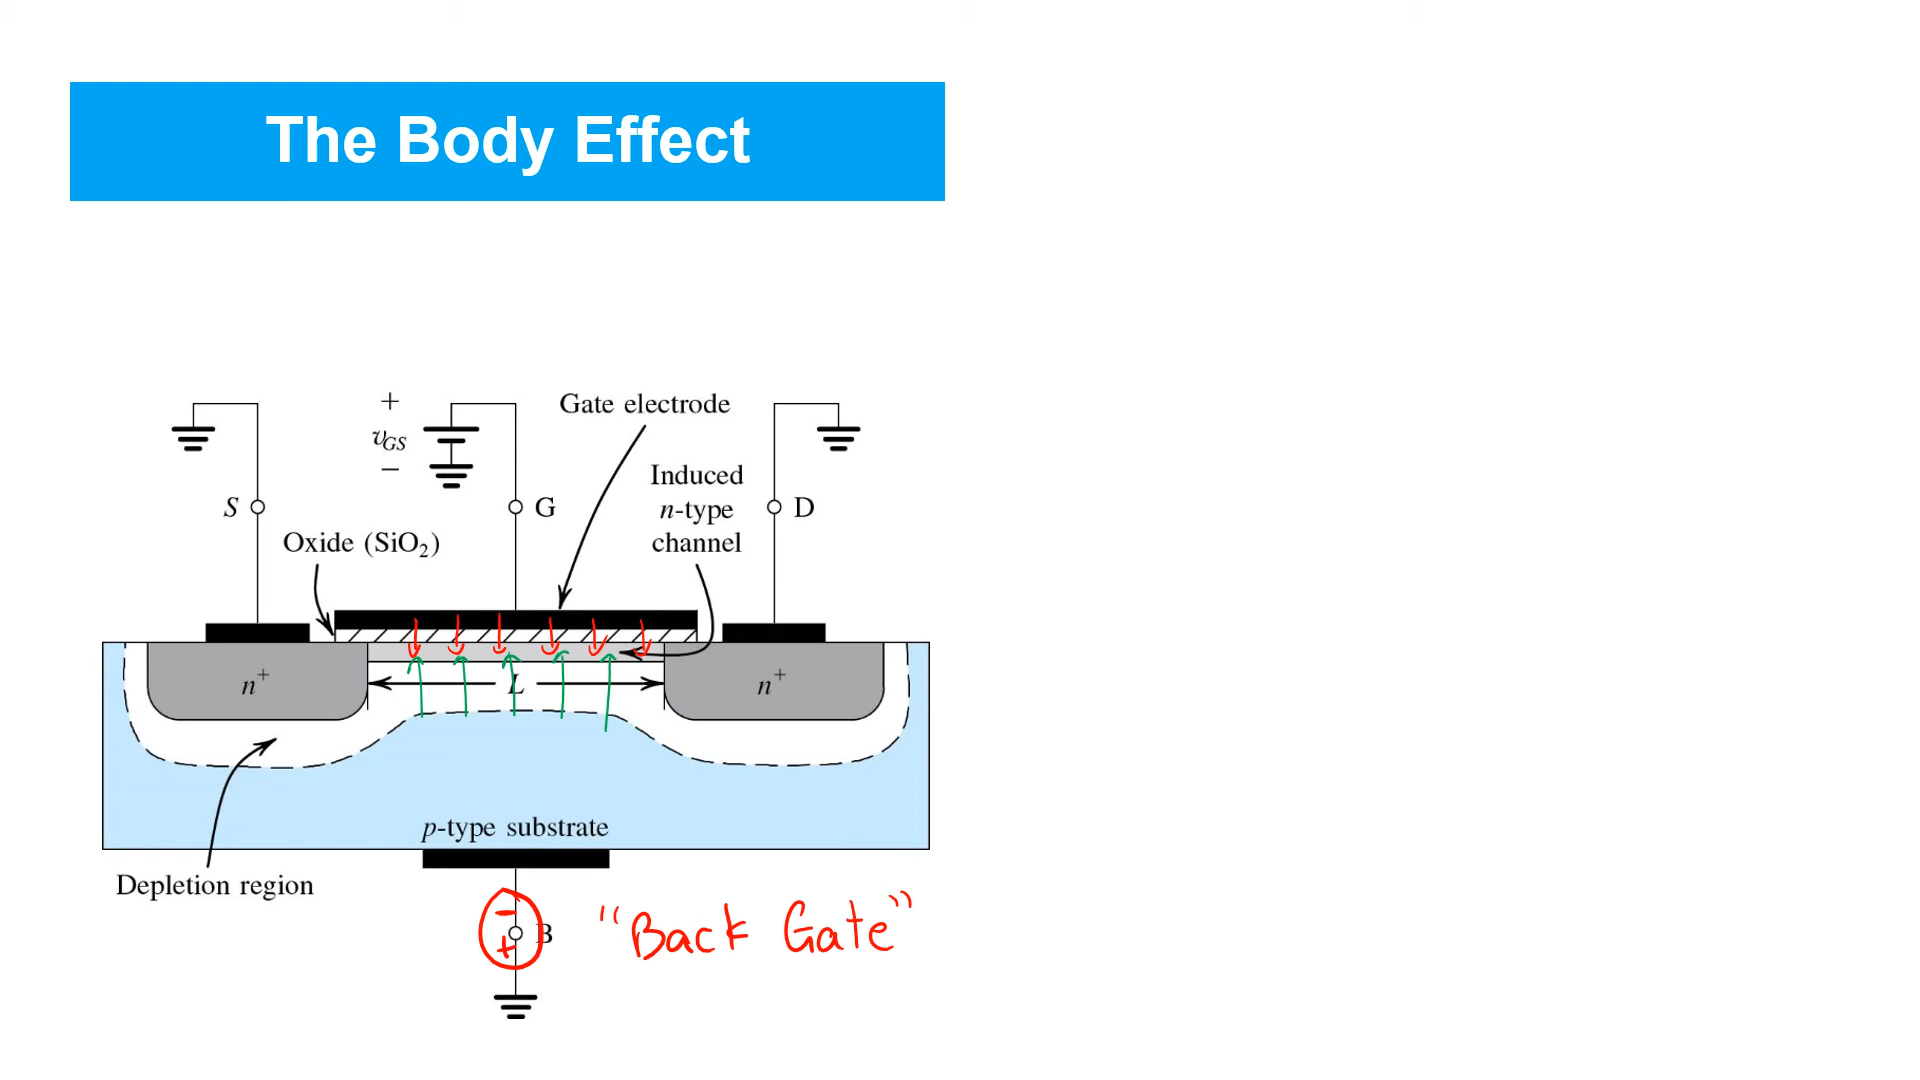 The Body Effect
+
vGS
−
Gate electrode
Induced
n-type
channel
S
G
D
Oxide (SiO₂)
n⁺
L
n⁺
p-type substrate
Depletion region
−
+
B
"Back Gate"